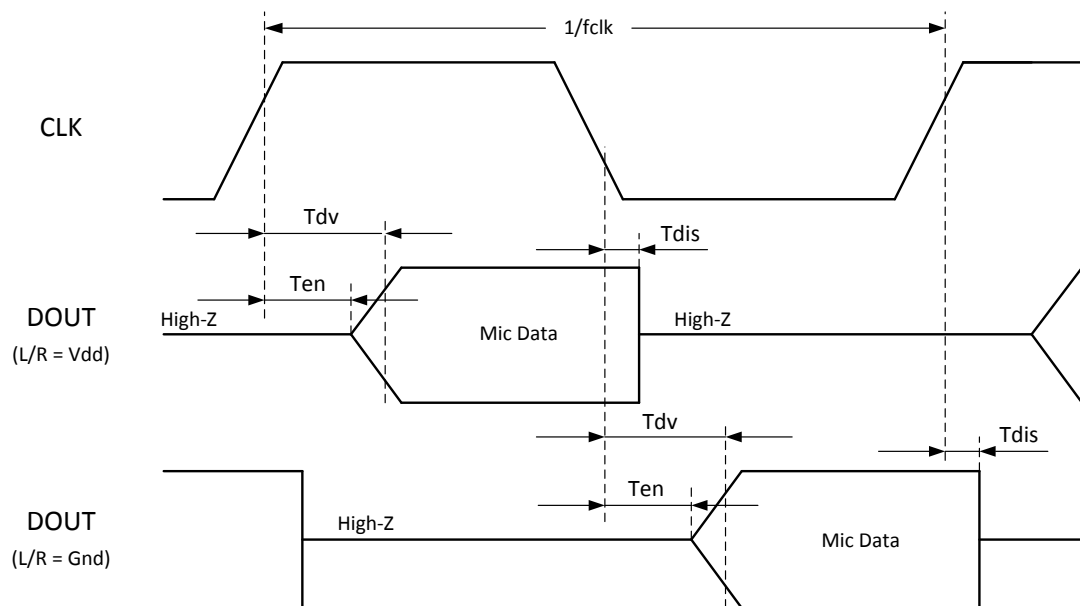 1/fclk
CLK
Tdv
Tdis
Ten
DOUT
(L/R = Vdd)
High-Z
Mic Data
High-Z
Tdv
Tdis
Ten
DOUT
(L/R = Gnd)
High-Z
Mic Data